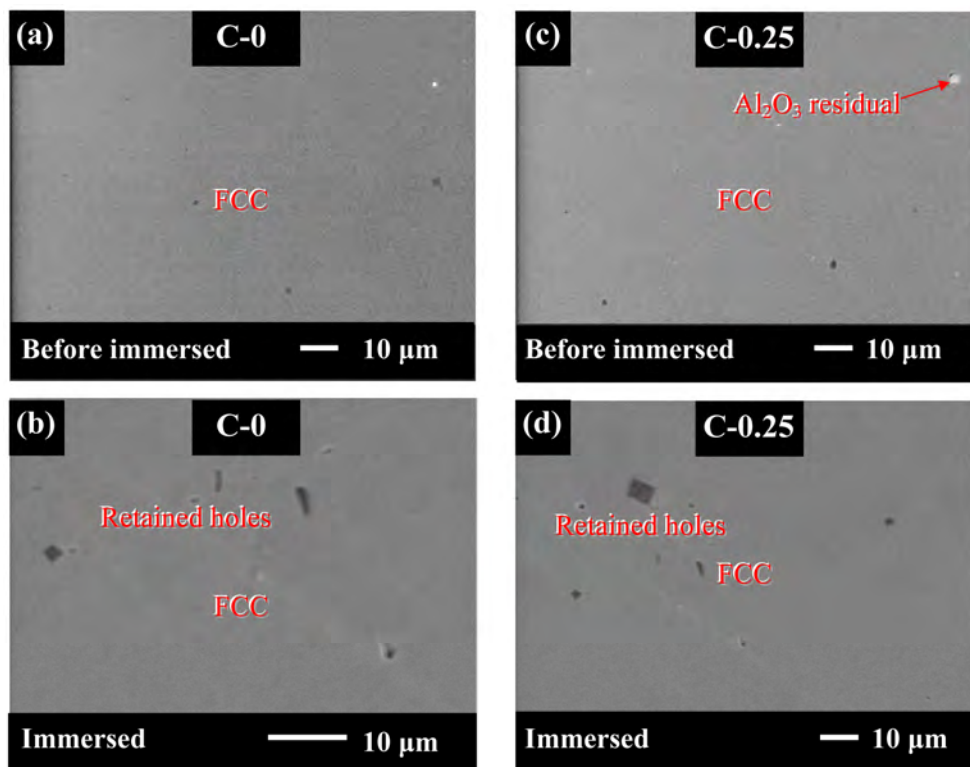 (a)
C-0
FCC
Before immersed
10 μm
(c)
C-0.25
Al₂O₃ residual
FCC
Before immersed
10 μm
(b)
C-0
Retained holes
FCC
Immersed
10 μm
(d)
C-0.25
Retained holes
FCC
Immersed
10 μm